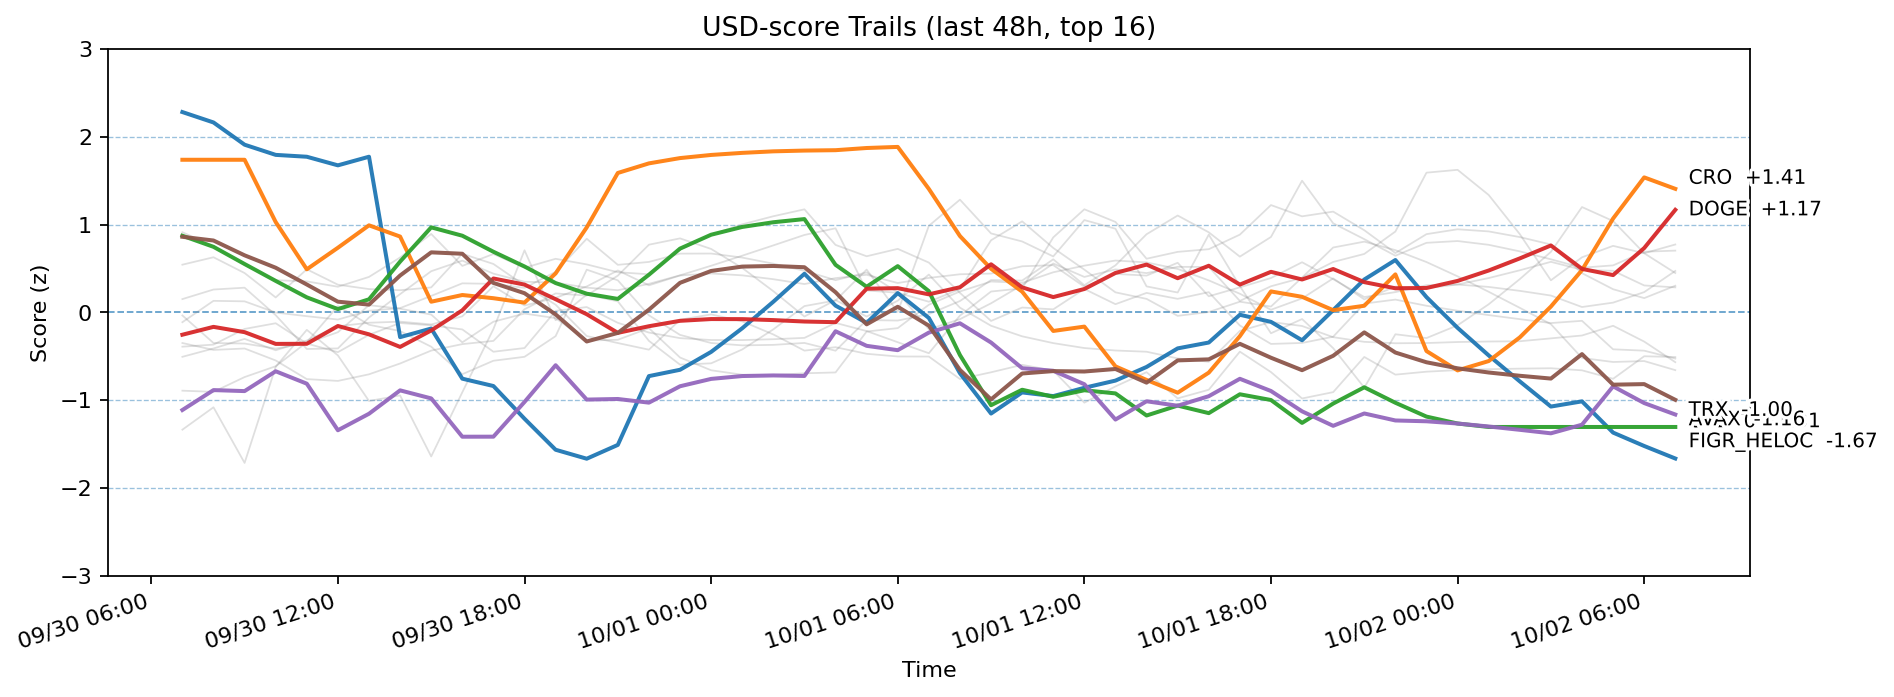 USD-score Trails (last 48h, top 16)
Score (z)
3
2
1
0
−1
−2
−3
CRO +1.41
DOGE +1.17
TRX -1.00
AVAX -1.16
FIGR_HELOC -1.67
09/30 06:00
09/30 12:00
09/30 18:00
10/01 00:00
10/01 06:00
10/01 12:00
10/01 18:00
10/02 00:00
10/02 06:00
Time